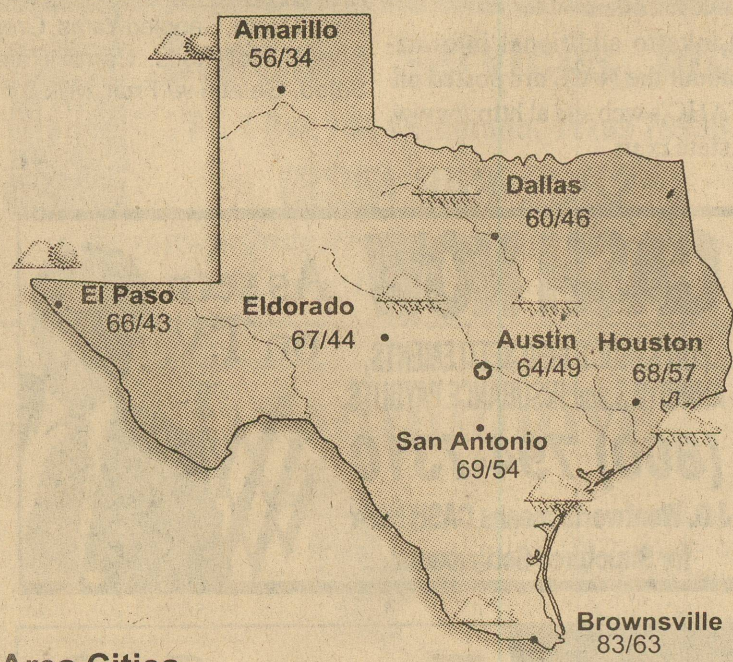 Amarillo
56/34
Dallas
60/46
El Paso
66/43
Eldorado
67/44
Austin
64/49
Houston
68/57
San Antonio
69/54
Brownsville
83/63
Area Cities